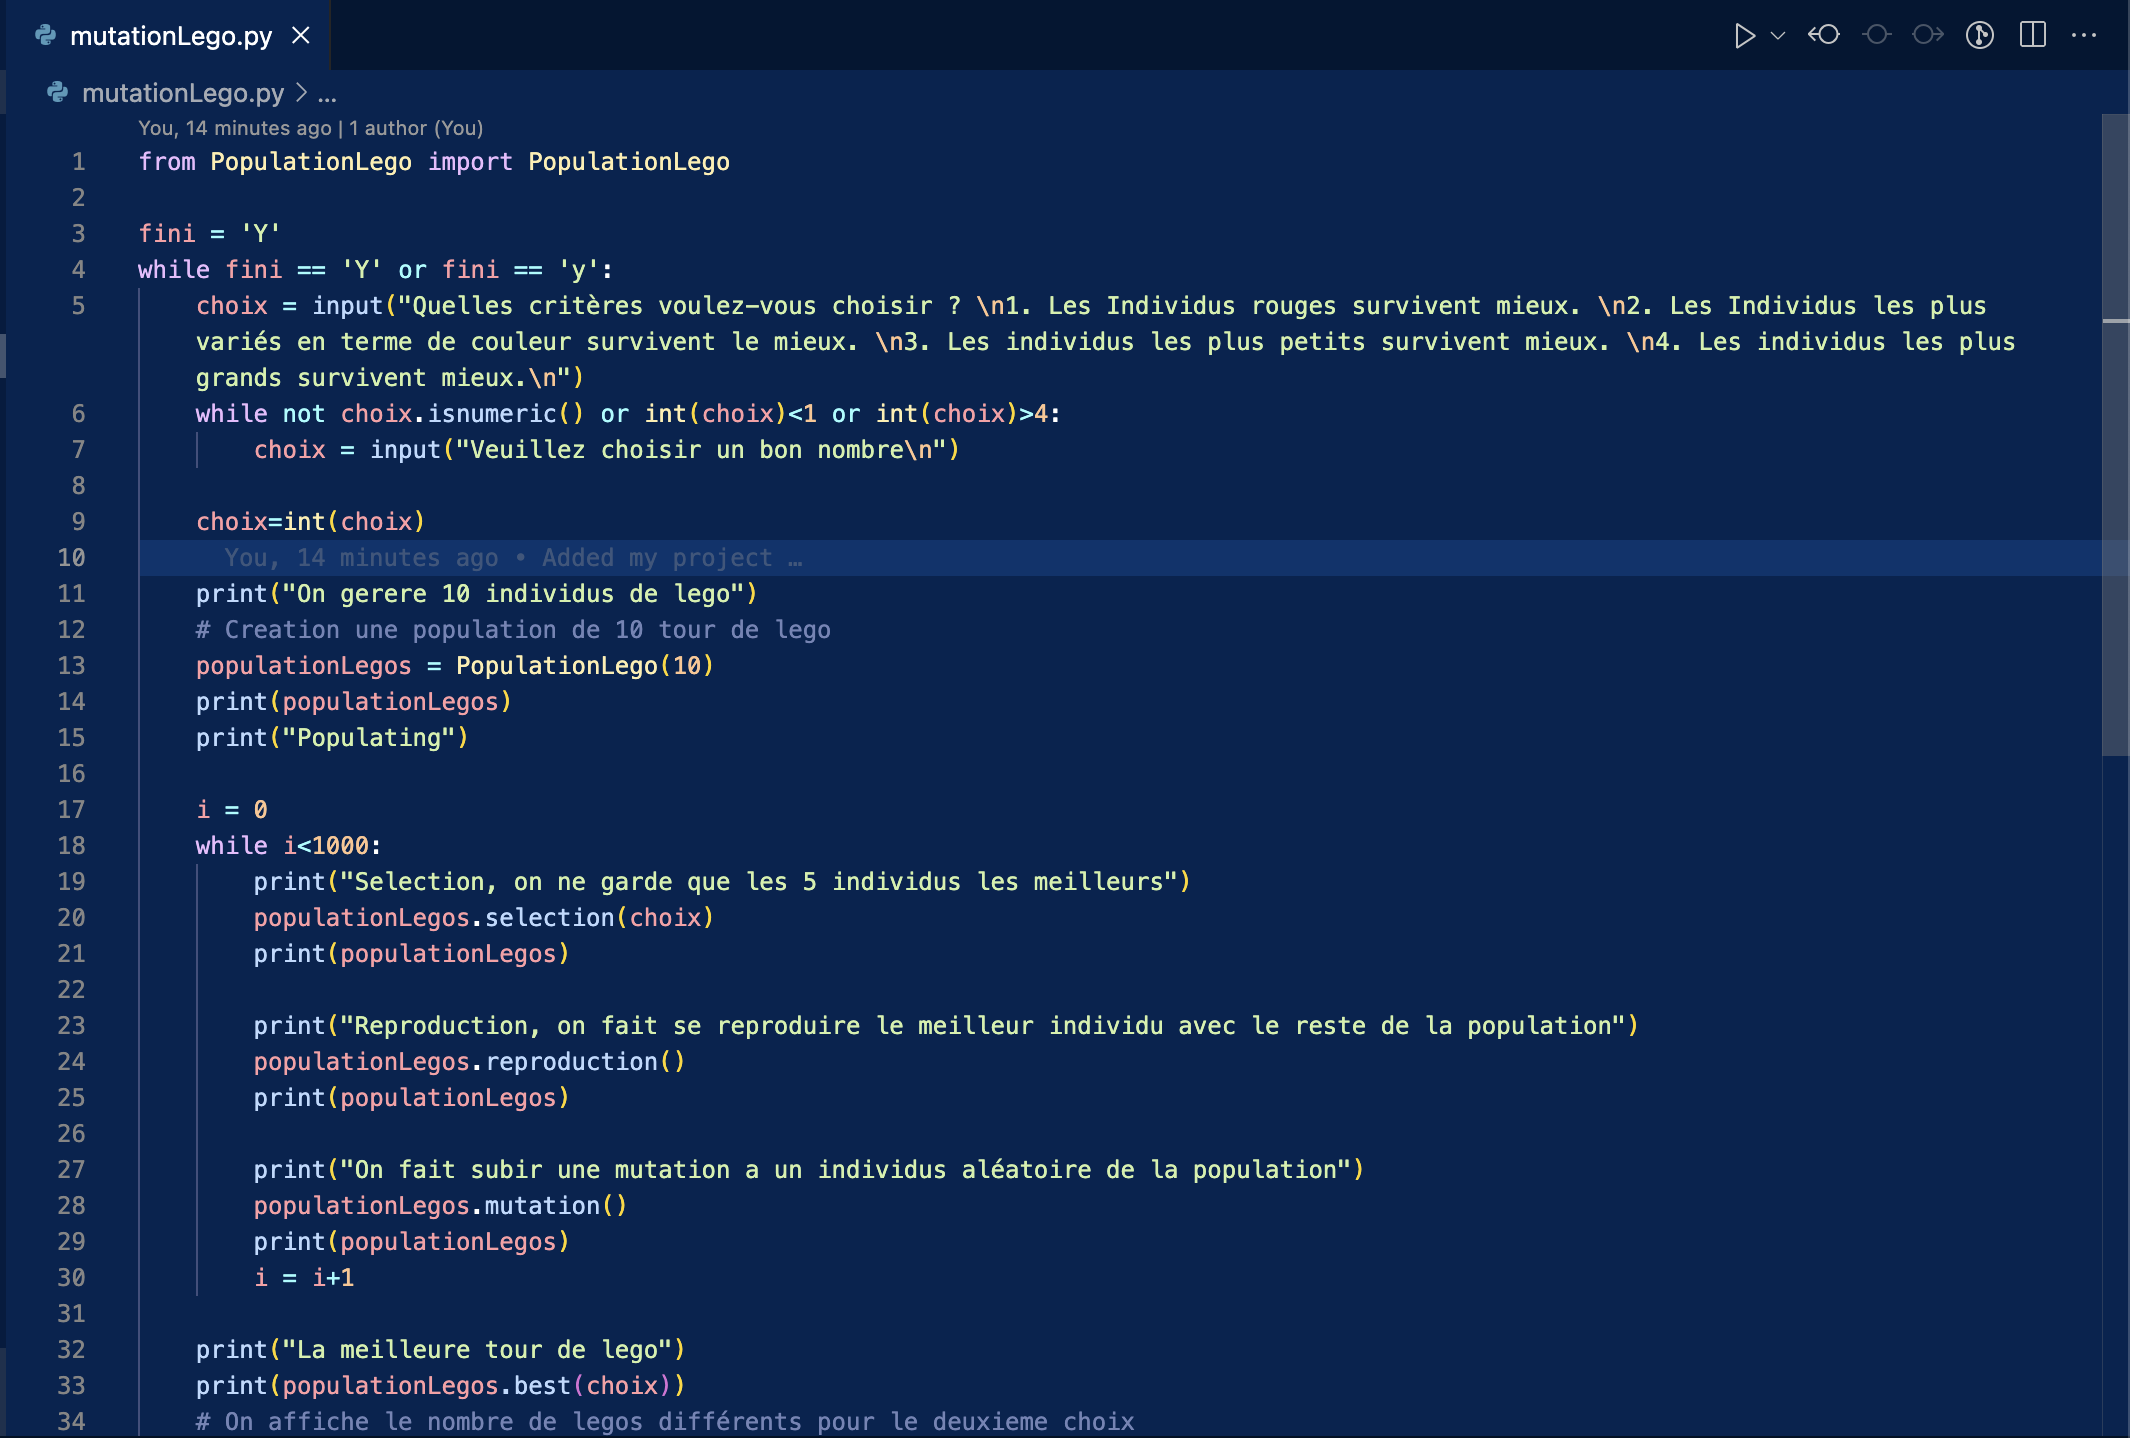 mutationLego.py
mutationLego.py > ...
You, 14 minutes ago | 1 author (You)
1 from PopulationLego import PopulationLego
2
3 fini = 'Y'
4 while fini == 'Y' or fini == 'y':
5 choix = input("Quelles critères voulez-vous choisir ? \n1. Les Individus rouges survivent mieux. \n2. Les Individus les plus
variés en terme de couleur survivent le mieux. \n3. Les individus les plus petits survivent mieux. \n4. Les individus les plus
grands survivent mieux.\n")
6 while not choix.isnumeric() or int(choix)<1 or int(choix)>4:
7 choix = input("Veuillez choisir un bon nombre\n")
8
9 choix=int(choix)
10 You, 14 minutes ago • Added my project …
11 print("On gerere 10 individus de lego")
12 # Creation une population de 10 tour de lego
13 populationLegos = PopulationLego(10)
14 print(populationLegos)
15 print("Populating")
16
17 i = 0
18 while i<1000:
19 print("Selection, on ne garde que les 5 individus les meilleurs")
20 populationLegos.selection(choix)
21 print(populationLegos)
22
23 print("Reproduction, on fait se reproduire le meilleur individu avec le reste de la population")
24 populationLegos.reproduction()
25 print(populationLegos)
26
27 print("On fait subir une mutation a un individus aléatoire de la population")
28 populationLegos.mutation()
29 print(populationLegos)
30 i = i+1
31
32 print("La meilleure tour de lego")
33 print(populationLegos.best(choix))
34 # On affiche le nombre de legos différents pour le deuxieme choix